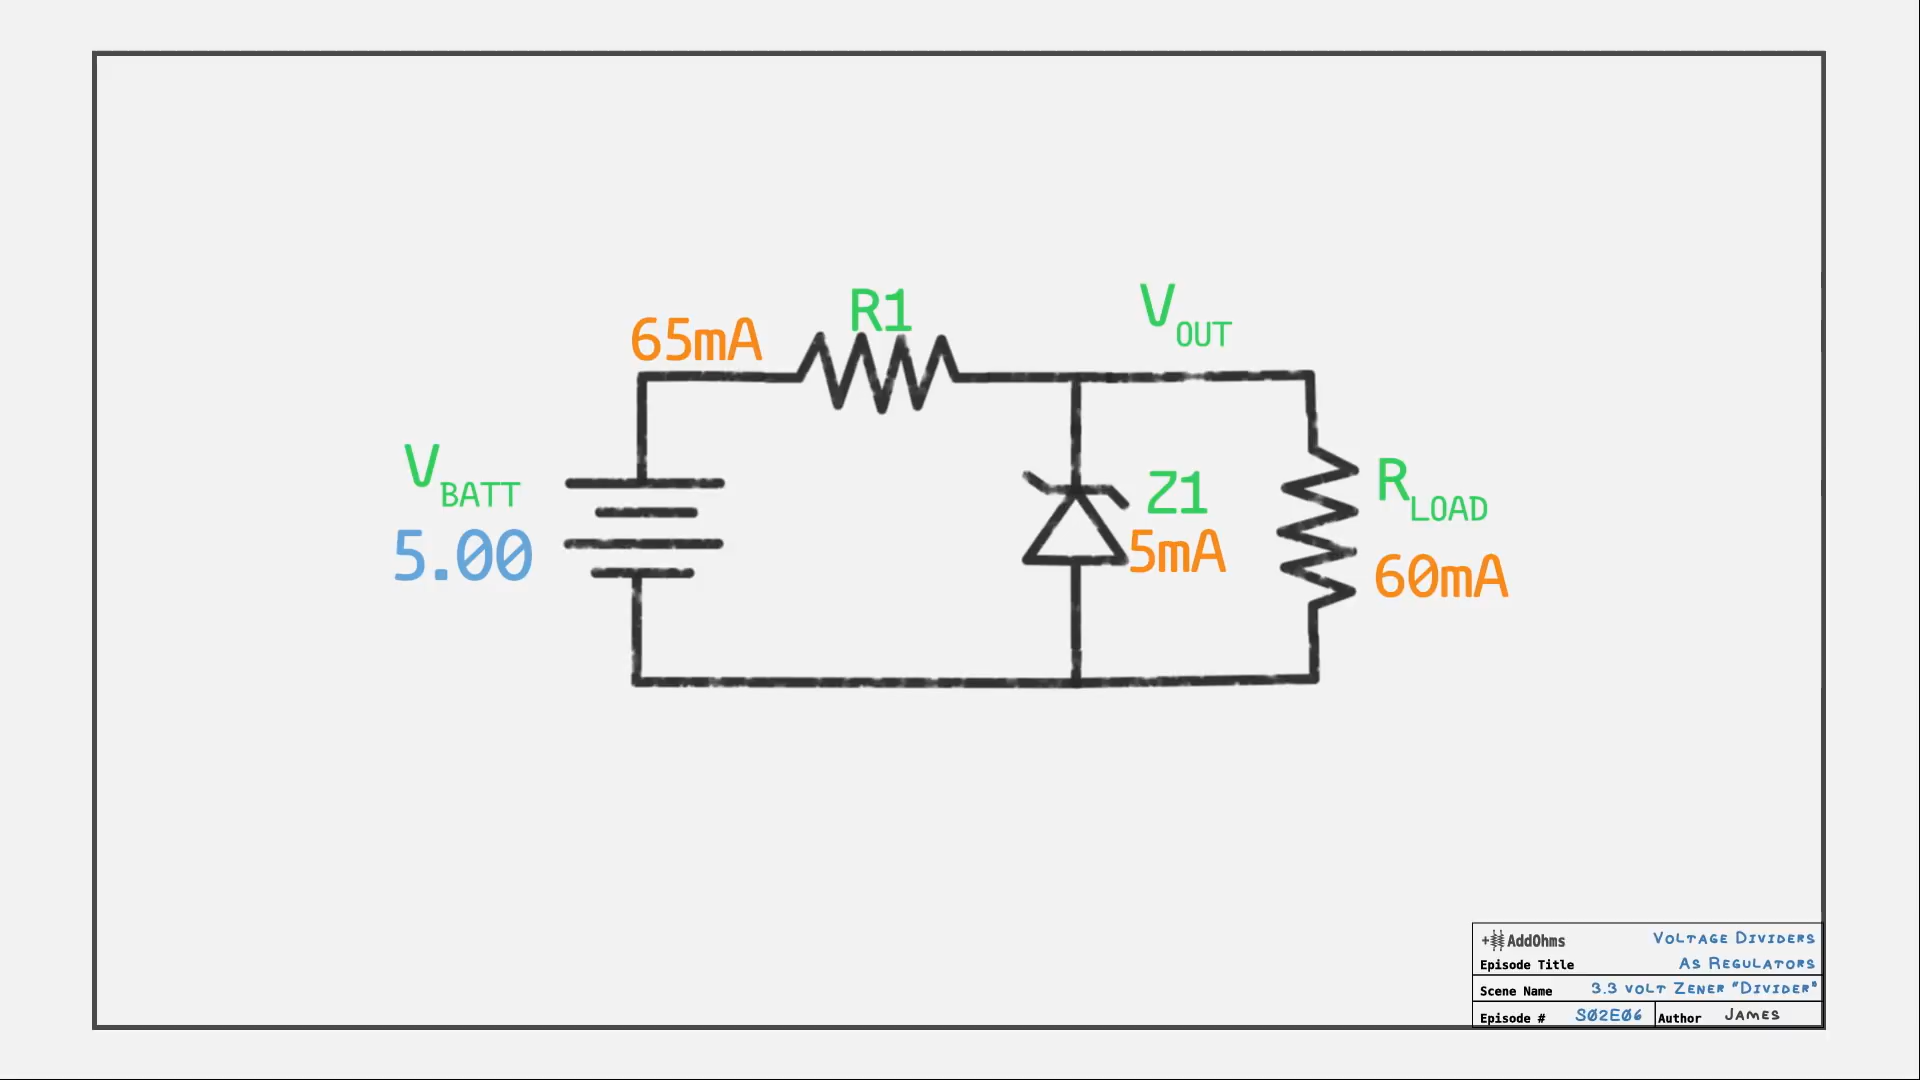 65mA
R1
VOUT
VBATT
5.00
Z1
5mA
RLOAD
60mA
+AddOhms
Episode Title
VOLTAGE DIVIDERS
AS REGULATORS
Scene Name
3.3 VOLT ZENER "DIVIDER"
Episode #
S02E06
Author
JAMES